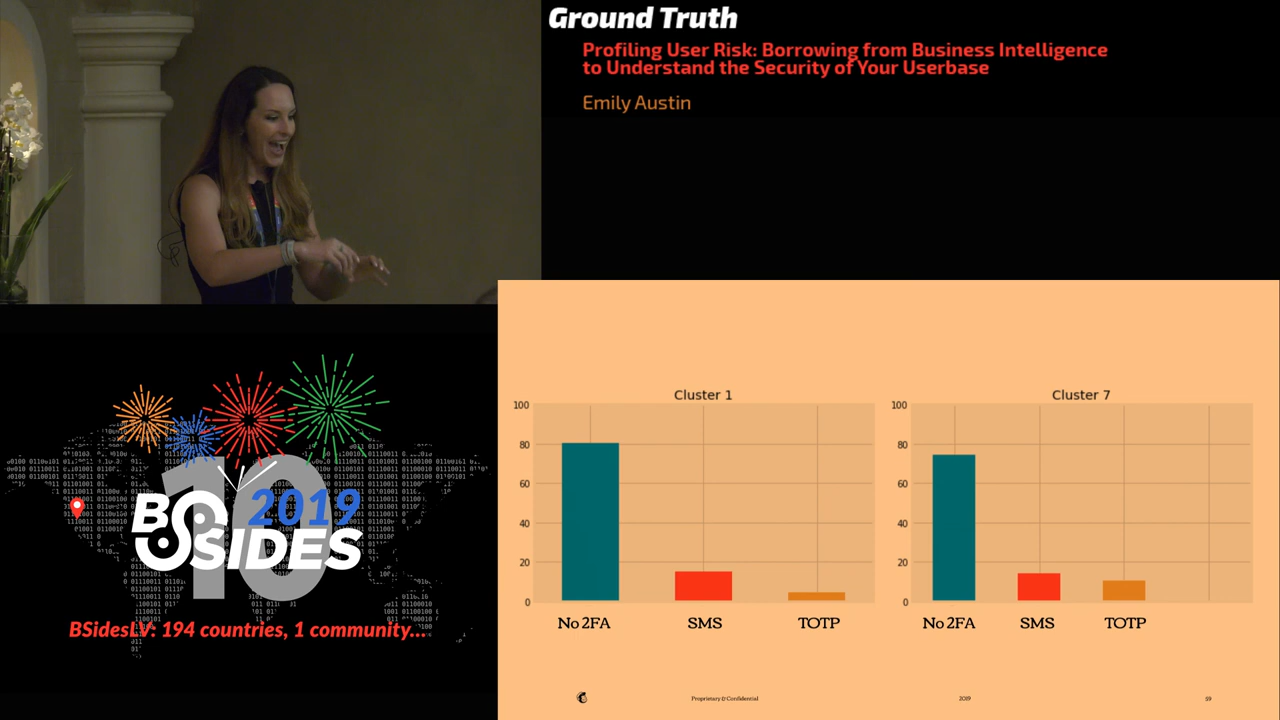 Ground Truth
Profiling User Risk: Borrowing from Business Intelligence
to Understand the Security of Your Userbase
Emily Austin
10
BSIDES
2019
BSidesLV: 194 countries, 1 community...
Cluster 1
100
80
60
40
20
0
No 2FA SMS TOTP
Cluster 7
100
80
60
40
20
0
No 2FA SMS TOTP
Proprietary & Confidential 2019 59